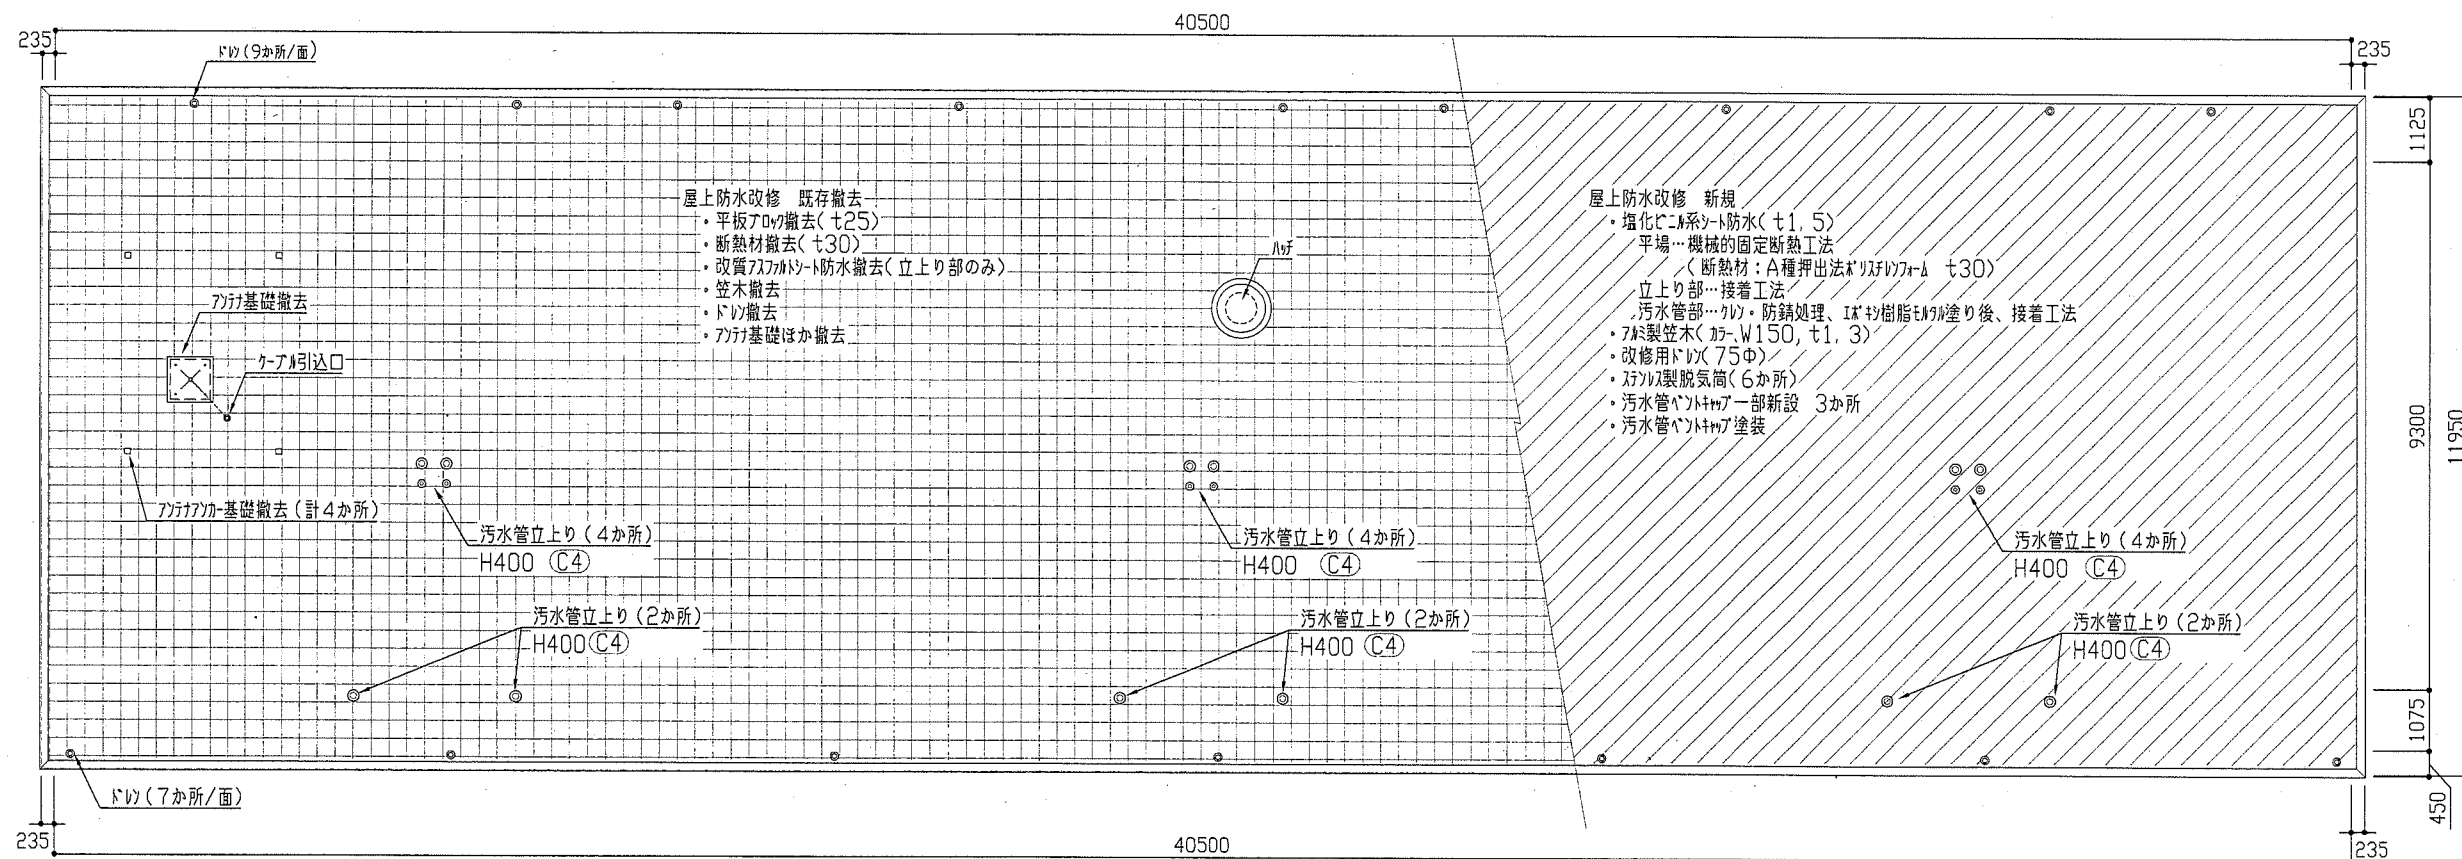 40500
235
235
ドレン(9か所/面)
1125
屋上防水改修　既存撤去
・平板ブロック撤去(t25)
・断熱材撤去(t30)
・改質アスファルトシート防水撤去(立上り部のみ)
・笠木撤去
・ドレン撤去
・アンテナ基礎ほか撤去
屋上防水改修　新規
・塩化ビニル系シート防水(t1.5)
平場…機械的固定断熱工法
(断熱材：A種押出法ポリスチレンフォーム　t30)
立上り部…接着工法
汚水管部…ケレン・防錆処理、エポキシ樹脂モルタル塗り後、接着工法
・アルミ製笠木(カラー、W150, t1.3)
・改修用ドレン(75Φ)
・ステンレス製脱気筒(6か所)
・汚水管ベントキャップ一部新設　3か所
・汚水管ベントキャップ塗装
ハッチ
アンテナ基礎撤去
ケーブル引込口
9300
11950
アンテナアンカー基礎撤去(計4か所)
汚水管立上り(4か所)
H400 C4
汚水管立上り(4か所)
H400 C4
汚水管立上り(4か所)
H400 C4
汚水管立上り(2か所)
H400 C4
汚水管立上り(2か所)
H400 C4
汚水管立上り(2か所)
H400 C4
1075
ドレン(7か所/面)
450
235
40500
235